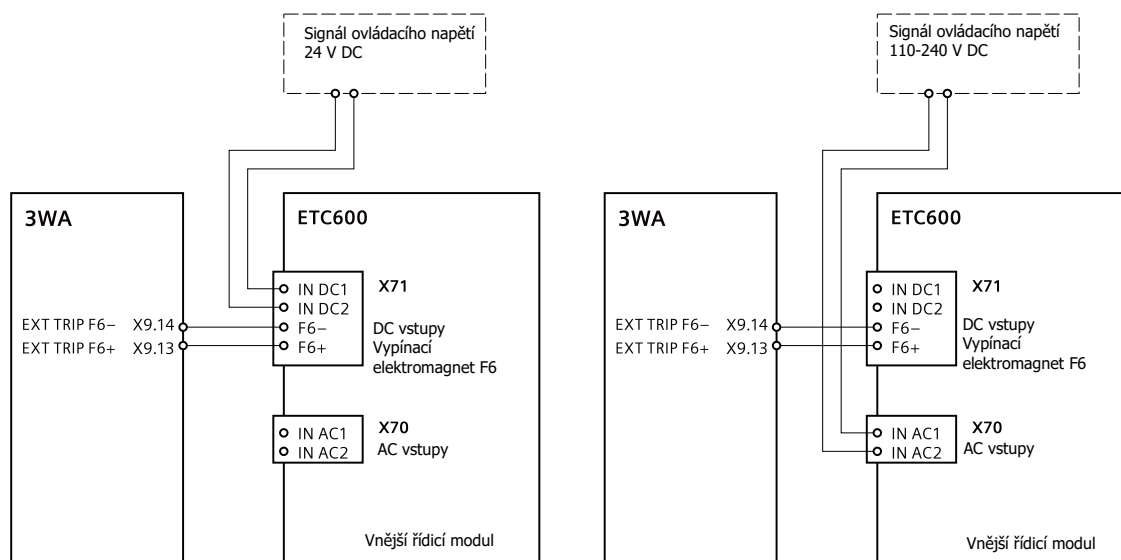 Signál ovládacího napětí
24 V DC
3WA
ETC600
IN DC1
X71
IN DC2
EXT TRIP F6− X9.14
F6−
DC vstupy
EXT TRIP F6+ X9.13
F6+
Vypínací
elektromagnet F6
X70
IN AC1
IN AC2
AC vstupy
Vnější řídicí modul
Signál ovládacího napětí
110-240 V DC
3WA
ETC600
IN DC1
X71
IN DC2
EXT TRIP F6− X9.14
F6−
DC vstupy
EXT TRIP F6+ X9.13
F6+
Vypínací
elektromagnet F6
X70
IN AC1
IN AC2
AC vstupy
Vnější řídicí modul